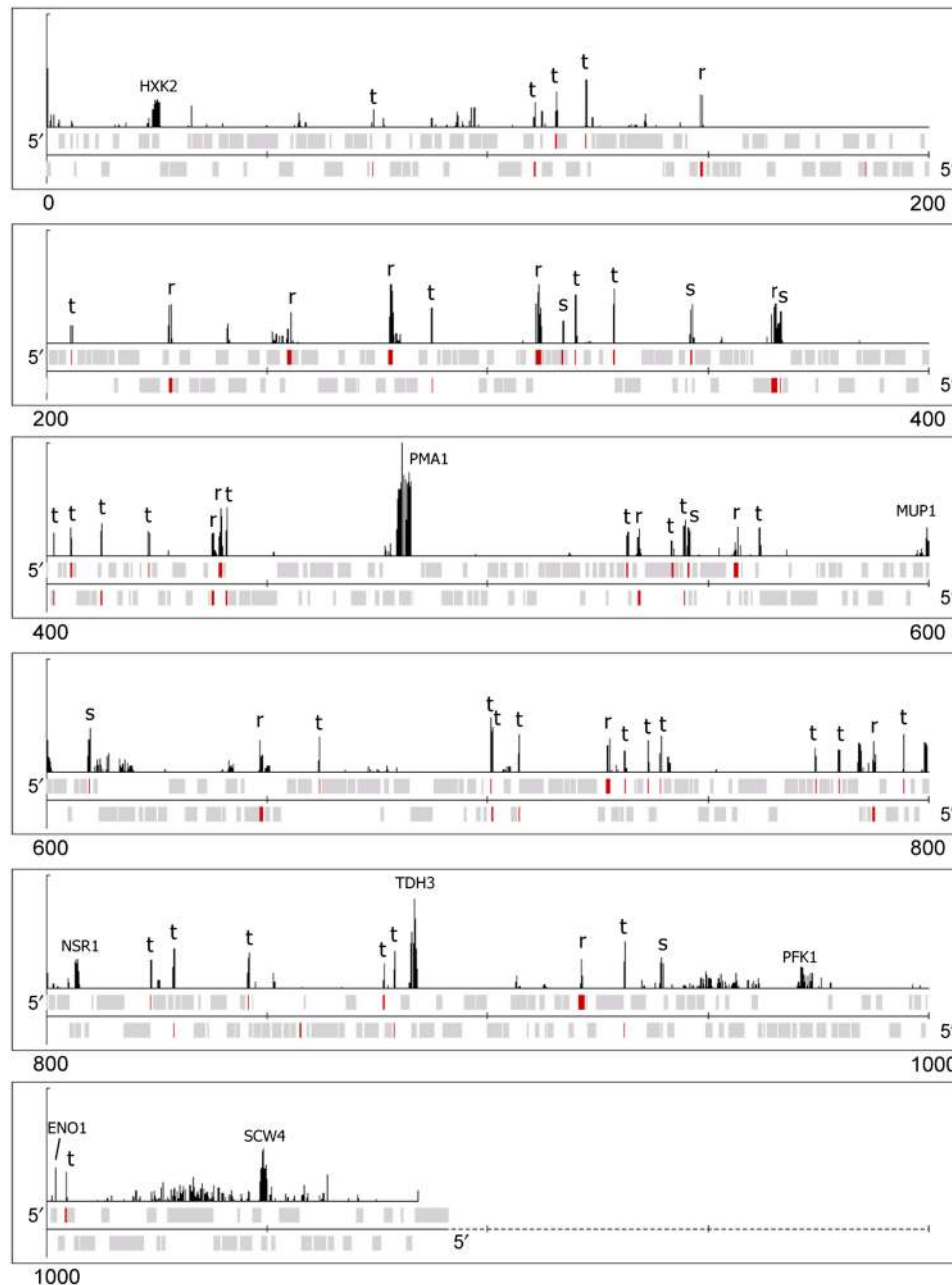 HXK2
t t t t r
5′
5′
0 200
t r r r t r s t t s r s
5′
5′
200 400
t t t t r r t PMA1 t r t t s r t MUP1
5′
5′
400 600
s r t t t t r t t t t t r t
5′
5′
600 800
NSR1 t t t t t TDH3 r t s PFK1
5′
5′
800 1000
ENO1 t SCW4
5′
5′
1000